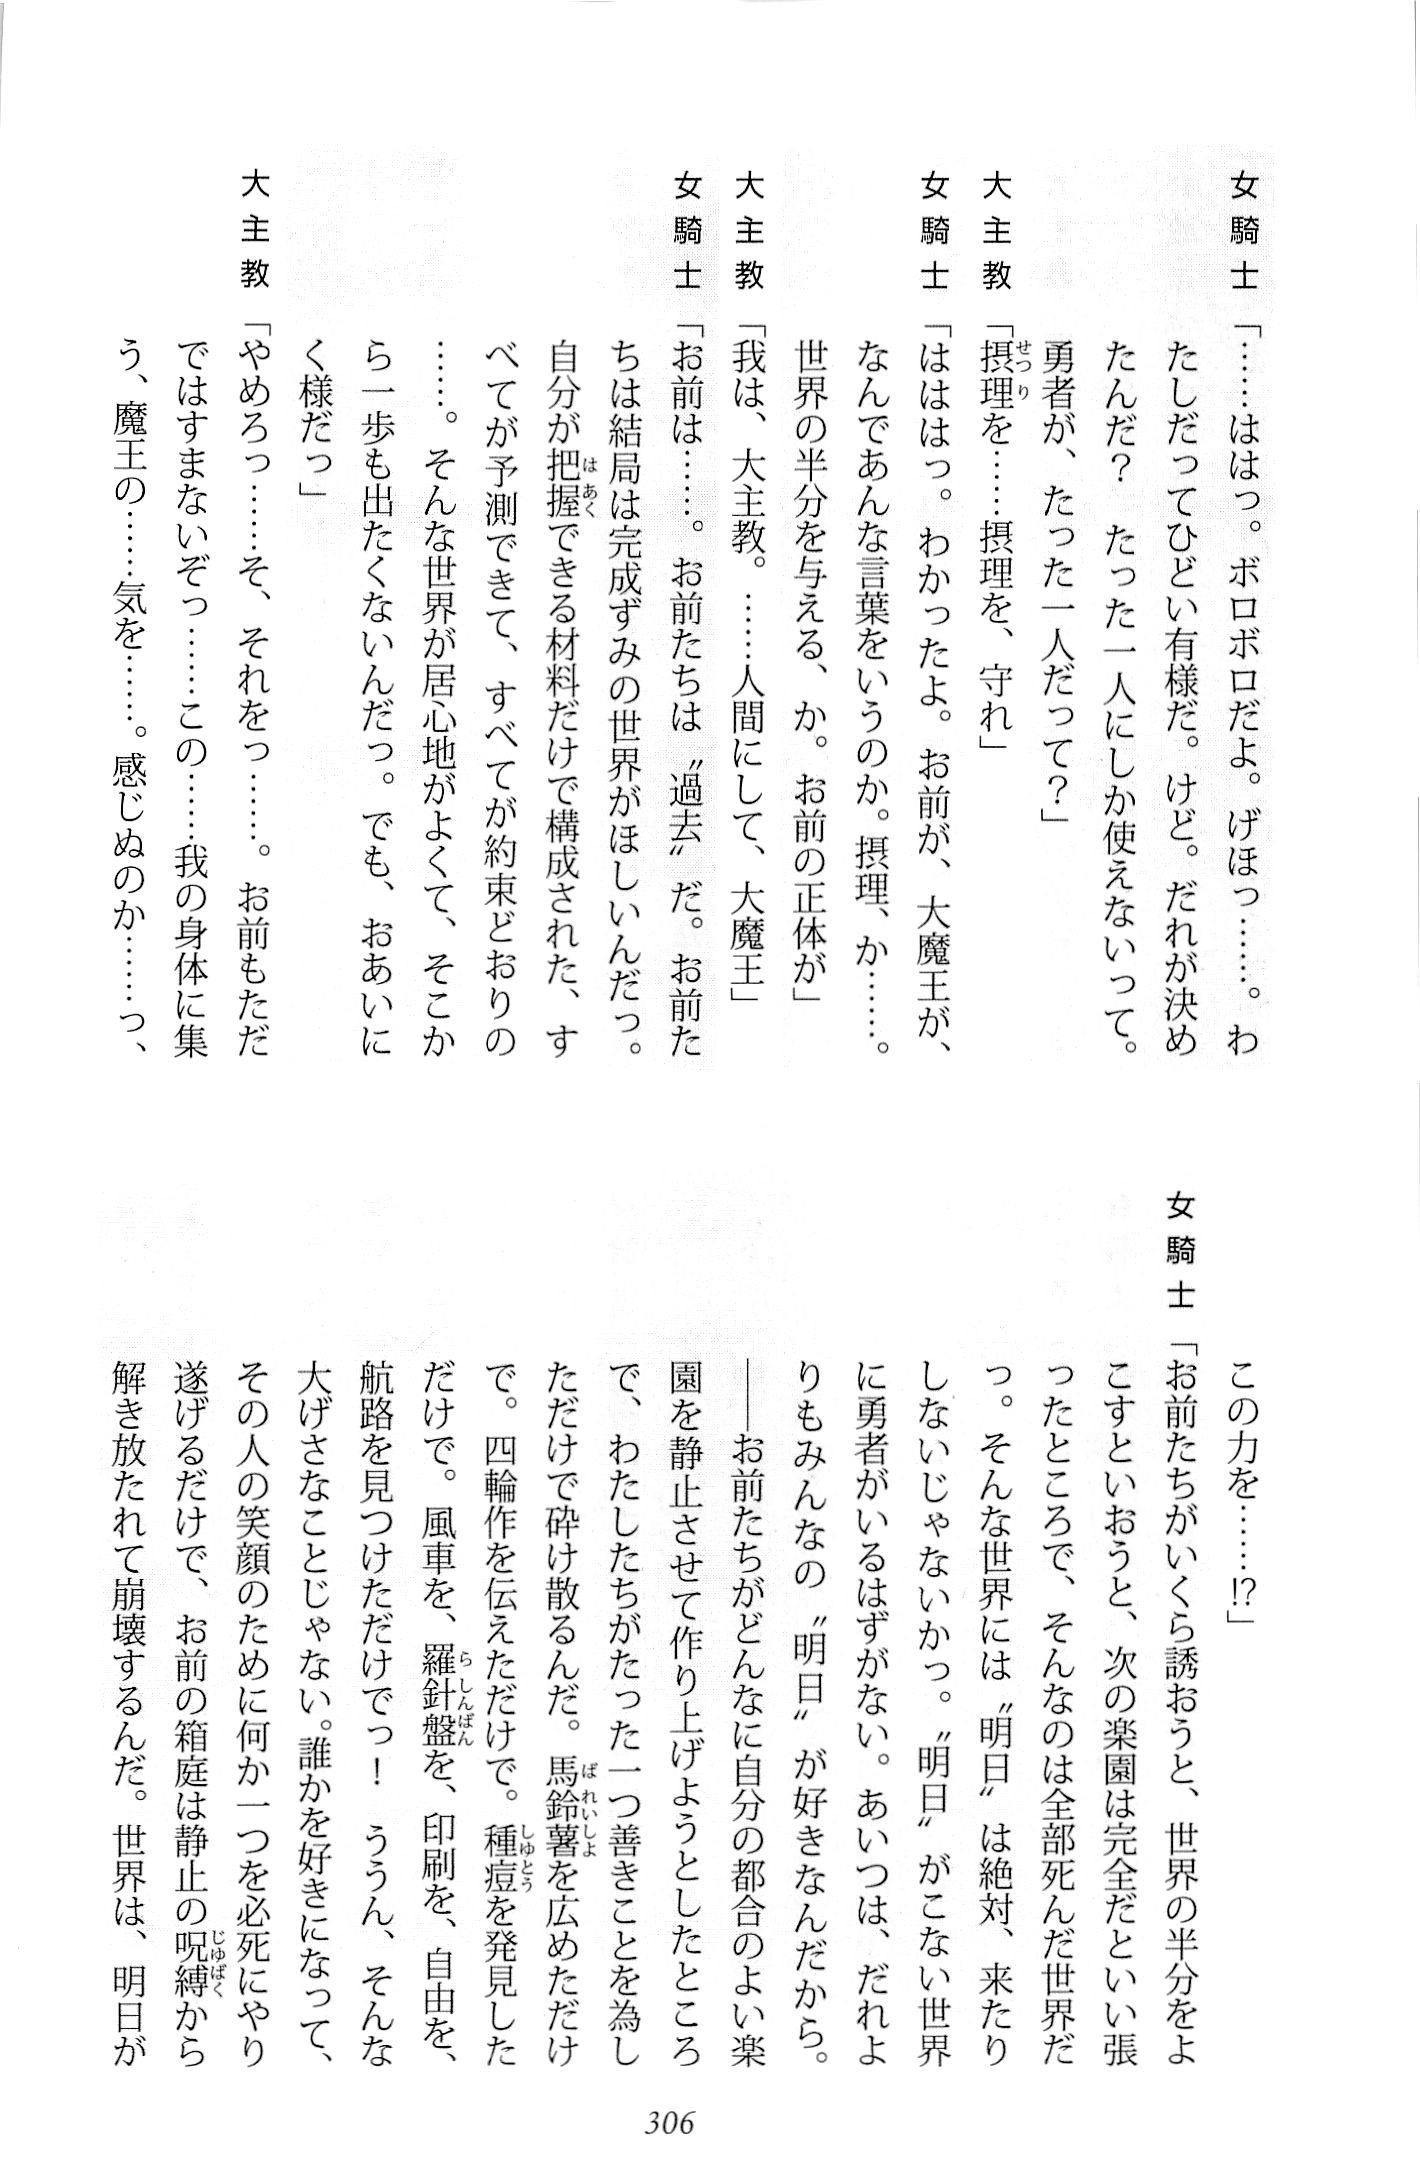 女騎士「……ははっ。ボロボロだよ。げほっ……。わ
たしだってひどい有様だ。けど。だれが決め
たんだ？　たった一人にしか使えないって。
勇者が、たった一人だって？」
大主教「摂理を……摂理を、守れ」
女騎士「はははっ。わかったよ。お前が、大魔王が、
なんであんな言葉をいうのか。摂理、か……。
世界の半分を与える、か。お前の正体が」
大主教「我は、大主教。……人間にして、大魔王」
女騎士「お前は……。お前たちは〝過去〟だ。お前た
ちは結局は完成ずみの世界がほしいんだっ。
自分が把握できる材料だけで構成された、す
べてが予測できて、すべてが約束どおりの
……。そんな世界が居心地がよくて、そこか
ら一歩も出たくないんだっ。でも、おあいに
く様だっ」
大主教「やめろっ……そ、それをっ……。お前もただ
ではすまないぞっ……この……我の身体に集
う、魔王の……気を……。感じぬのか……っ、
この力を……!?」
女騎士「お前たちがいくら誘おうと、世界の半分をよ
こすといおうと、次の楽園は完全だといい張
ったところで、そんなのは全部死んだ世界だ
っ。そんな世界には〝明日〟は絶対、来たり
しないじゃないかっ。〝明日〟がこない世界
に勇者がいるはずがない。あいつは、だれよ
りもみんなの〝明日〟が好きなんだから。
――お前たちがどんなに自分の都合のよい楽
園を静止させて作り上げようとしたところ
で、わたしたちがたった一つ善きことを為し
ただけで砕け散るんだ。馬鈴薯を広めただけ
で。四輪作を伝えただけで。種痘を発見した
だけで。風車を、羅針盤を、印刷を、自由を、
航路を見つけただけでっ！　ううん、そんな
大げさなことじゃない。誰かを好きになって、
その人の笑顔のために何か一つを必死にやり
遂げるだけで、お前の箱庭は静止の呪縛から
解き放たれて崩壊するんだ。世界は、明日が
306